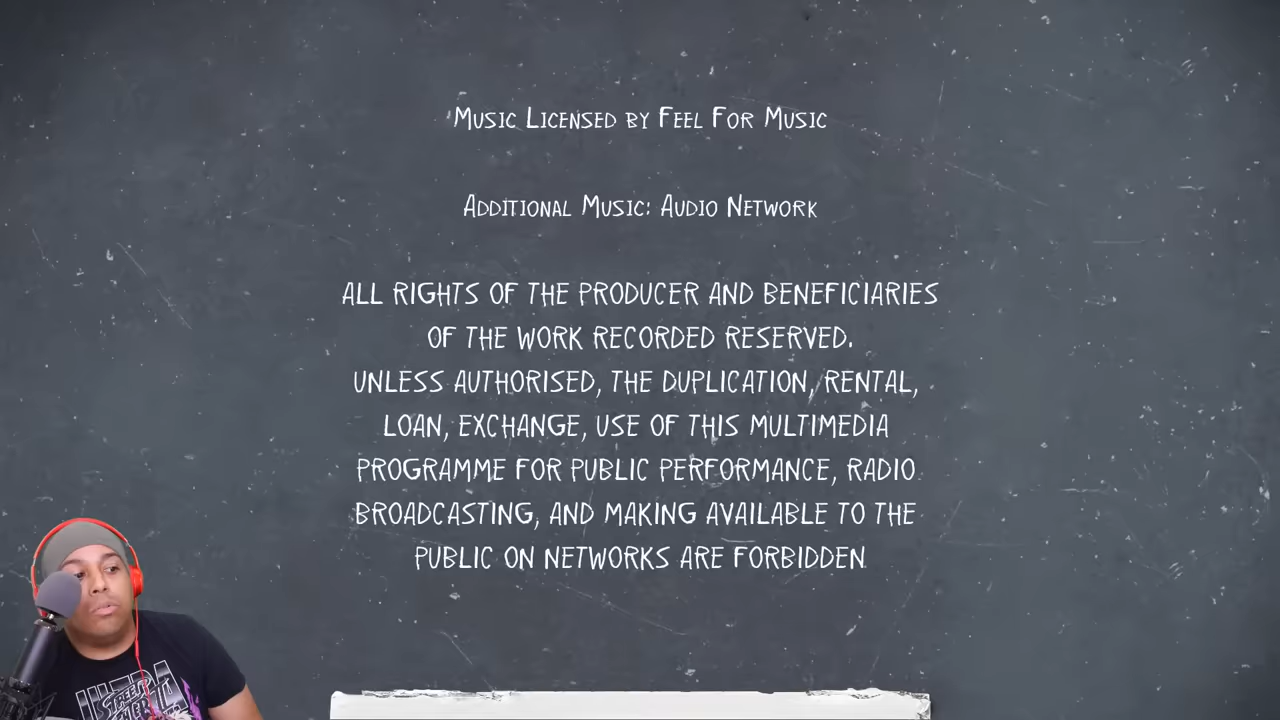 Music Licensed by Feel For Music
Additional Music: Audio Network
ALL RIGHTS OF THE PRODUCER AND BENEFICIARIES
OF THE WORK RECORDED RESERVED.
UNLESS AUTHORISED, THE DUPLICATION, RENTAL,
LOAN, EXCHANGE, USE OF THIS MULTIMEDIA
PROGRAMME FOR PUBLIC PERFORMANCE, RADIO
BROADCASTING, AND MAKING AVAILABLE TO THE
PUBLIC ON NETWORKS ARE FORBIDDEN